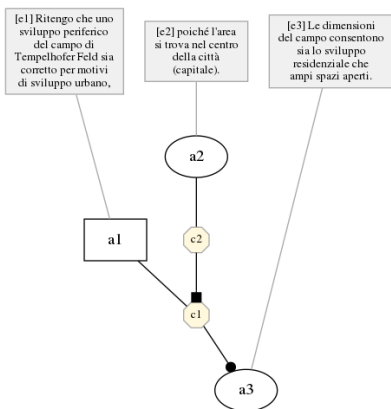 [e1] Ritengo che uno
sviluppo periferico
del campo di
Tempelhofer Feld sia
corretto per motivi
di sviluppo urbano,
[e2] poiché l'area
si trova nel centro
della città
(capitale).
[e3] Le dimensioni
del campo consentono
sia lo sviluppo
residenziale che
ampi spazi aperti.
a2
a1
c2
c1
a3